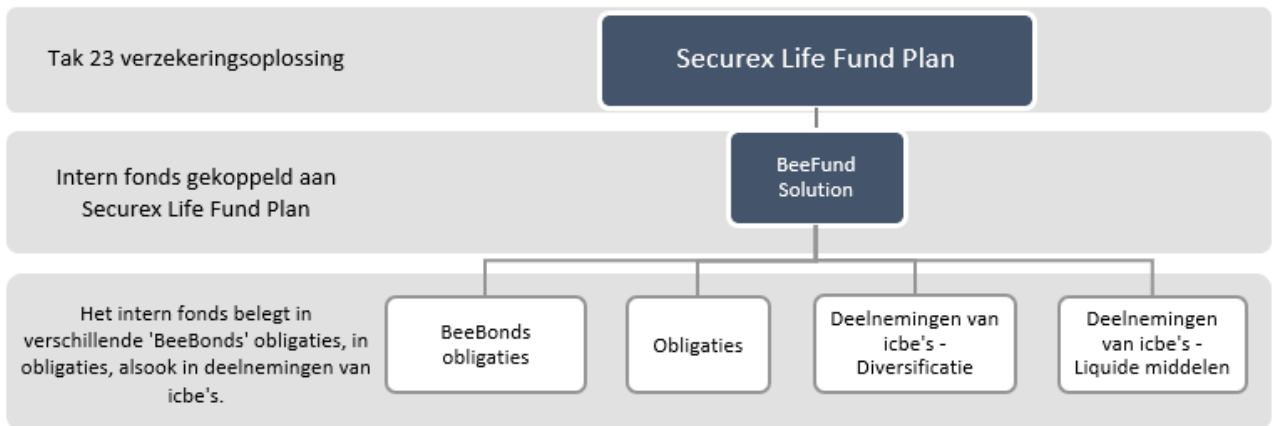 Tak 23 verzekeringsoplossing
Securex Life Fund Plan
Intern fonds gekoppeld aan
Securex Life Fund Plan
BeeFund
Solution
Het intern fonds belegt in
verschillende 'BeeBonds' obligaties, in
obligaties, alsook in deelnemingen van
icbe's.
BeeBonds
obligaties
Obligaties
Deelnemingen van
icbe's -
Diversificatie
Deelnemingen
van icbe's -
Liquide middelen